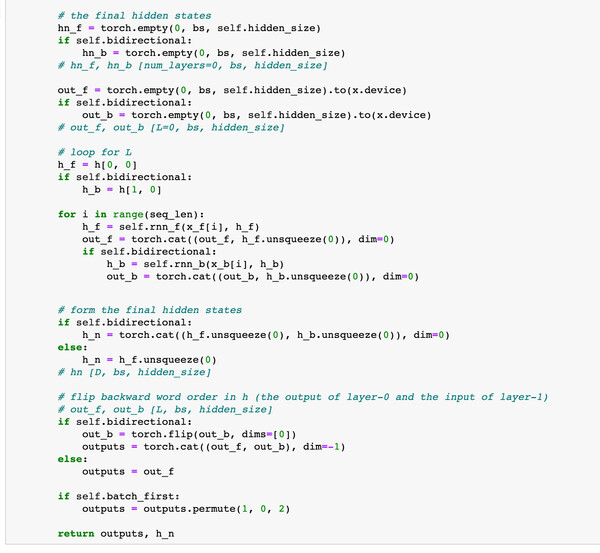 # the final hidden states
hn_f = torch.empty(0, bs, self.hidden_size)
if self.bidirectional:
    hn_b = torch.empty(0, bs, self.hidden_size)
# hn_f, hn_b [num_layers=0, bs, hidden_size]

out_f = torch.empty(0, bs, self.hidden_size).to(x.device)
if self.bidirectional:
    out_b = torch.empty(0, bs, self.hidden_size).to(x.device)
# out_f, out_b [L=0, bs, hidden_size]

# loop for L
h_f = h[0, 0]
if self.bidirectional:
    h_b = h[1, 0]

for i in range(seq_len):
    h_f = self.rnn_f(x_f[i], h_f)
    out_f = torch.cat((out_f, h_f.unsqueeze(0)), dim=0)
    if self.bidirectional:
        h_b = self.rnn_b(x_b[i], h_b)
        out_b = torch.cat((out_b, h_b.unsqueeze(0)), dim=0)

# form the final hidden states
if self.bidirectional:
    h_n = torch.cat((h_f.unsqueeze(0), h_b.unsqueeze(0)), dim=0)
else:
    h_n = h_f.unsqueeze(0)
# hn [D, bs, hidden_size]

# flip backward word order in h (the output of layer-0 and the input of layer-1)
# out_f, out_b [L, bs, hidden_size]
if self.bidirectional:
    out_b = torch.flip(out_b, dims=[0])
    outputs = torch.cat((out_f, out_b), dim=-1)
else:
    outputs = out_f

if self.batch_first:
    outputs = outputs.permute(1, 0, 2)

return outputs, h_n